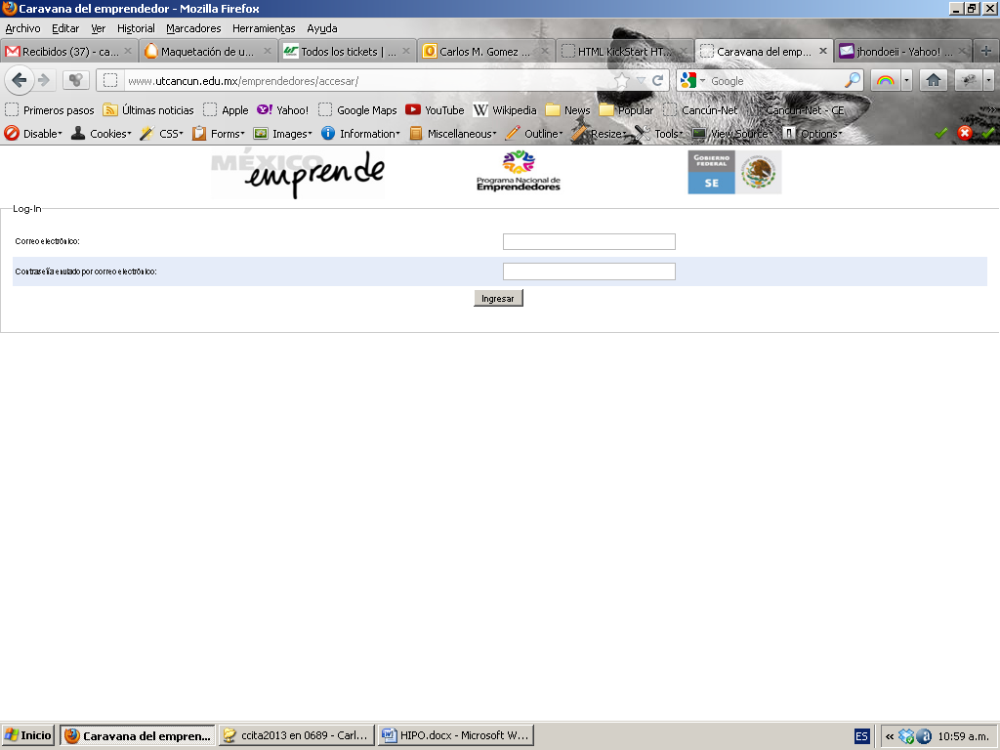 Caravana del emprendedor - Mozilla Firefox
Archivo Editar Ver Historial Marcadores Herramientas Ayuda
Recibidos (37) - ca... Maquetación de u... Todos los tickets | ... Carlos M. Gomez ... HTML KickStart HT... Caravana del emp... jhondoeii - Yahoo! ...
www.utcancun.edu.mx/emprendedores/accesar/ Google
Primeros pasos Últimas noticias Apple Yahoo! Google Maps YouTube Wikipedia News Popular Cancún-Net Cancún-Net - CE
Disable Cookies CSS Forms Images Information Miscellaneous Outline Resize Tools View Source Options
MÉXICO
emprende
Programa Nacional de
Emprendedores
GOBIERNO
FEDERAL
SE
Log-In
Correo electrónico:
Contraseña enviado por correo electrónico:
Ingresar
Inicio Caravana del empren... ccita2013 en 0689 - Carl... HIPO.docx - Microsoft W... ES « 10:59 a.m.